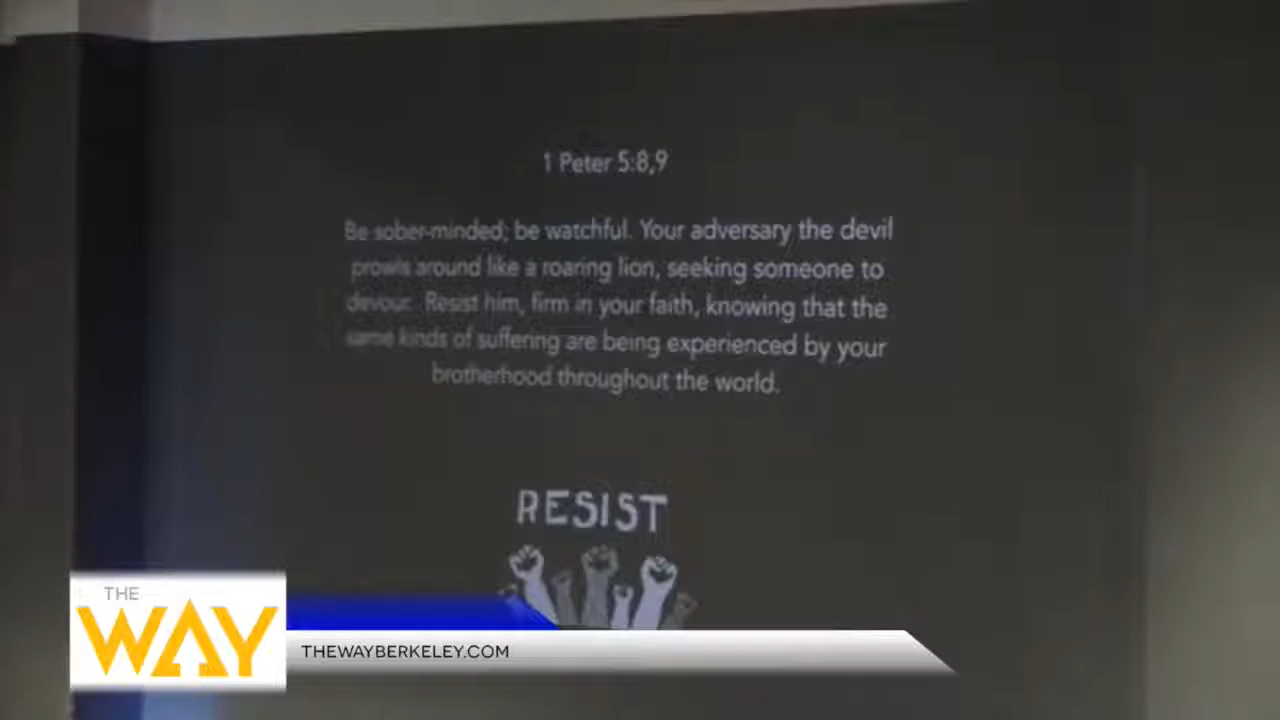 1 Peter 5:8,9
Be sober-minded; be watchful. Your adversary the devil
prowls around like a roaring lion, seeking someone to
devour. Resist him, firm in your faith, knowing that the
same kinds of suffering are being experienced by your
brotherhood throughout the world.
RESIST
THE
WAY
THEWAYBERKELEY.COM